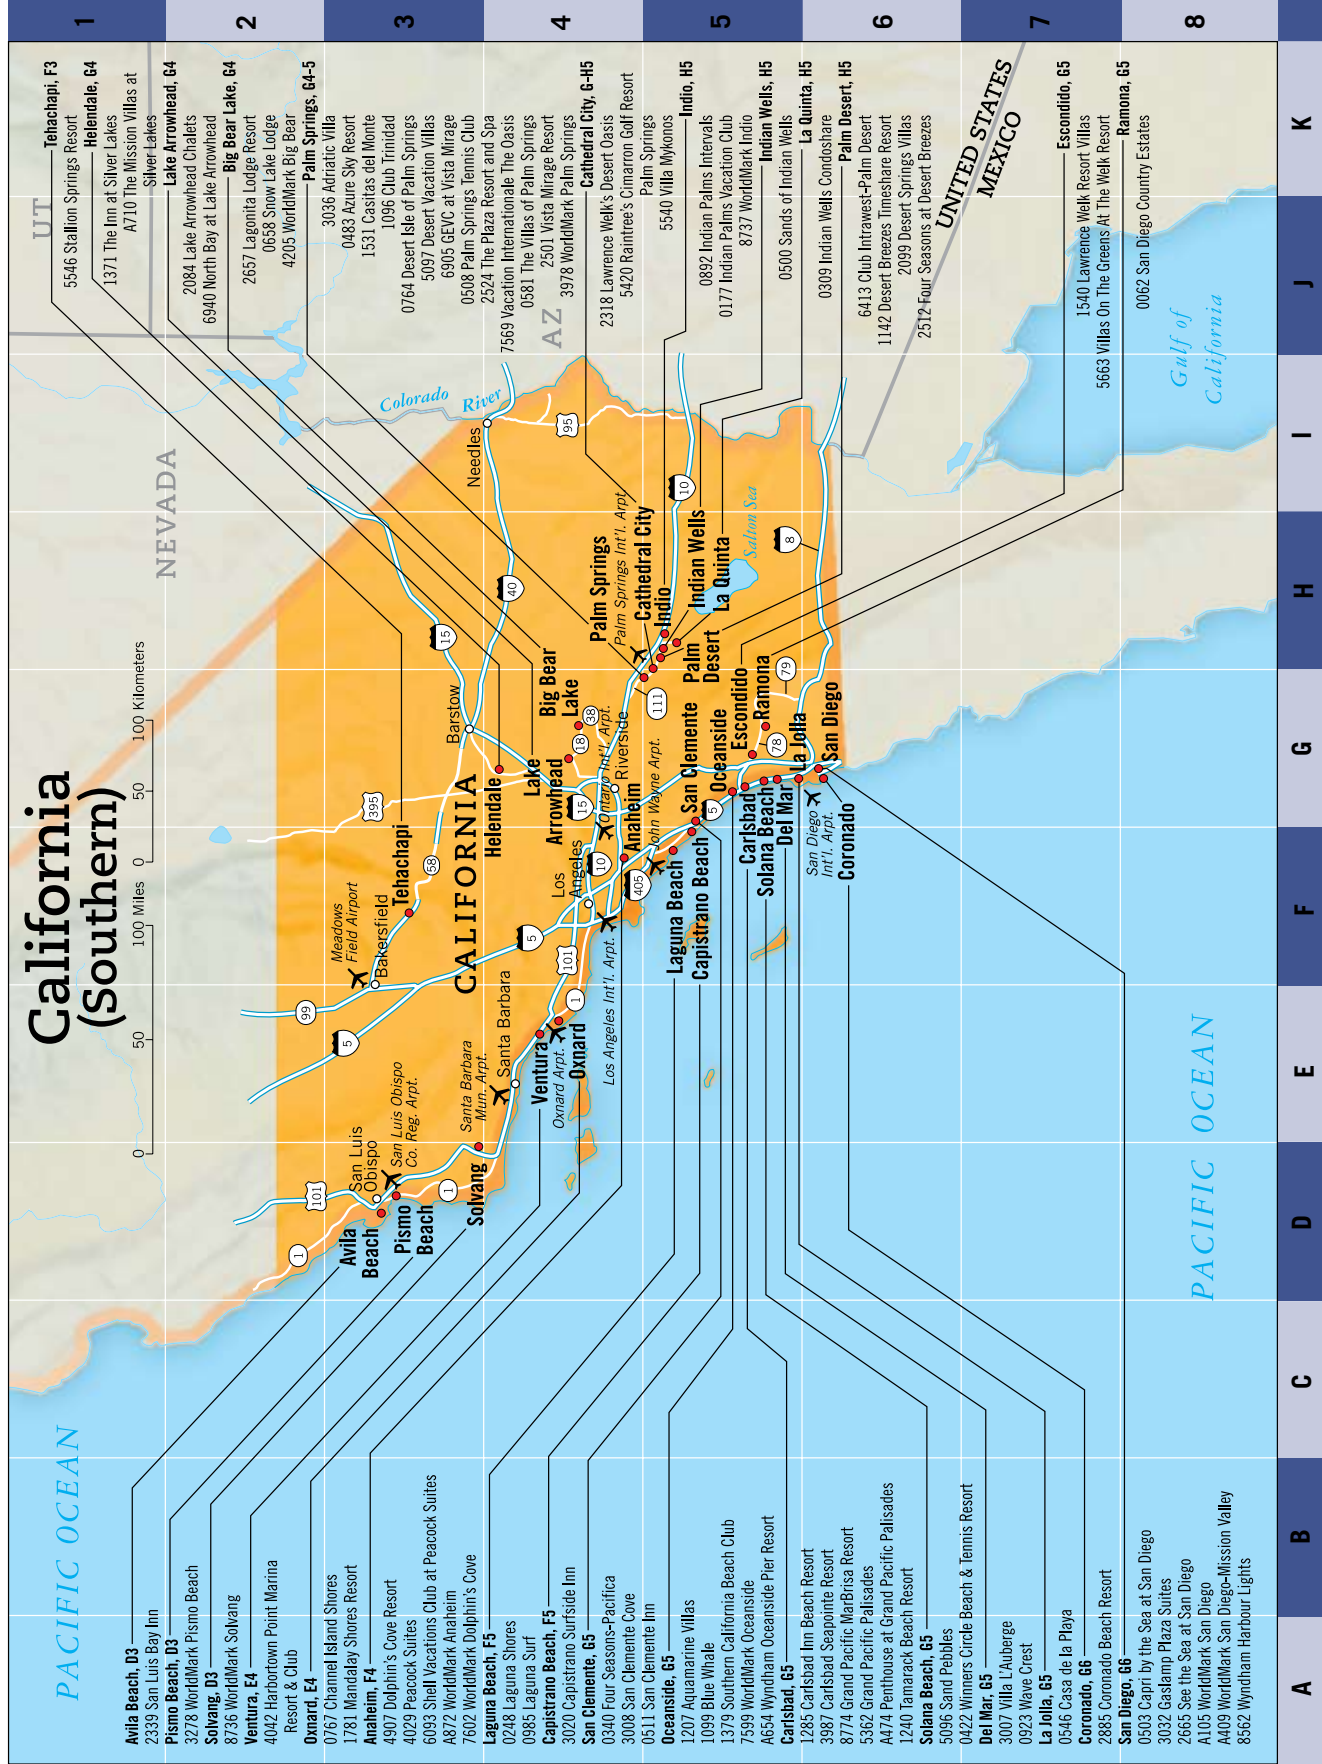 California
(Southern)
0 50 100 Miles 0 50 100 Kilometers
Avila Beach, D3
2339 San Luis Bay Inn
Pismo Beach, D3
3278 WorldMark Pismo Beach
Solvang, D3
8736 WorldMark Solvang
Ventura, E4
4042 Harbortown Point Marina
Resort & Club
Oxnard, E4
0767 Channel Island Shores
1781 Mandalay Shores Resort
Anaheim, F4
4907 Dolphin's Cove Resort
4029 Peacock Suites
6093 Shell Vacations Club at Peacock Suites
A872 WorldMark Anaheim
7602 WorldMark Dolphin's Cove
Laguna Beach, F5
0248 Laguna Shores
0985 Laguna Surf
Capistrano Beach, F5
3020 Capistrano Surfside Inn
San Clemente, G5
0340 Four Seasons-Pacifica
3008 San Clemente Cove
0511 San Clemente Inn
Oceanside, G5
1207 Aquamarine Villas
1099 Blue Whale
1379 Southern California Beach Club
7599 WorldMark Oceanside
A654 Wyndham Oceanside Pier Resort
Carlsbad, G5
1285 Carlsbad Inn Beach Resort
3987 Carlsbad Seapointe Resort
8774 Grand Pacific MarBrisa Resort
5362 Grand Pacific Palisades
A474 Penthouse at Grand Pacific Palisades
1240 Tamarack Beach Resort
Solana Beach, G5
5096 Sand Pebbles
0422 Winners Circle Beach & Tennis Resort
Del Mar, G5
3007 Villa L'Auberge
0923 Wave Crest
La Jolla, G5
0546 Casa de la Playa
Coronado, G6
2885 Coronado Beach Resort
San Diego, G6
0503 Capri by the Sea at San Diego
3032 Gaslamp Plaza Suites
2665 See the Sea at San Diego
A105 WorldMark San Diego
A409 WorldMark San Diego-Mission Valley
8562 Wyndham Harbour Lights
PACIFIC OCEAN
PACIFIC OCEAN
NEVADA
UT
AZ
CALIFORNIA
UNITED STATES
MEXICO
Colorado River
Gulf of
California
Salton Sea
Avila
Beach
Pismo
Beach
San Luis
Obispo
San Luis Obispo
Co. Reg. Arpt.
Solvang
Santa Barbara
Mun. Arpt.
Santa Barbara
Ventura
Oxnard Arpt.
Oxnard
Los Angeles Int'l. Arpt.
Meadows
Field Airport
Bakersfield
Tehachapi
Los
Angeles
Laguna Beach
Capistrano Beach
Anaheim
John Wayne Arpt.
Ontario Int'l. Arpt.
Riverside
Helendale
Lake
Arrowhead
Big Bear
Lake
Barstow
Needles
San Clemente
Oceanside
Carlsbad
Solana Beach
Del Mar
San Diego
Int'l. Arpt.
Coronado
Escondido
Ramona
La Jolla
San Diego
Palm
Desert
Palm Springs
Palm Springs Int'l. Arpt.
Cathedral City
Indio
Indian Wells
La Quinta
1
101
1
5
99
58
395
5
101
1
10
405
15
18
38
5
111
78
79
15
40
95
10
8
Tehachapi, F3
5546 Stallion Springs Resort
Helendale, G4
1371 The Inn at Silver Lakes
A710 The Mission Villas at
Silver Lakes
Lake Arrowhead, G4
2084 Lake Arrowhead Chalets
6940 North Bay at Lake Arrowhead
Big Bear Lake, G4
2657 Lagonita Lodge Resort
0658 Snow Lake Lodge
4205 WorldMark Big Bear
Palm Springs, G4-5
3036 Adriatic Villa
0483 Azure Sky Resort
1531 Casitas del Monte
1096 Club Trinidad
0764 Desert Isle of Palm Springs
5097 Desert Vacation Villas
6905 GEVC at Vista Mirage
0508 Palm Springs Tennis Club
2524 The Plaza Resort and Spa
7569 Vacation Internationale The Oasis
0581 The Villas of Palm Springs
2501 Vista Mirage Resort
3978 WorldMark Palm Springs
Cathedral City, G-H5
2318 Lawrence Welk's Desert Oasis
5420 Raintree's Cimarron Golf Resort
Palm Springs
5540 Villa Mykonos
Indio, H5
0892 Indian Palms Intervals
0177 Indian Palms Vacation Club
8737 WorldMark Indio
Indian Wells, H5
0500 Sands of Indian Wells
La Quinta, H5
0309 Indian Wells Condoshare
Palm Desert, H5
6413 Club Intrawest-Palm Desert
1142 Desert Breezes Timeshare Resort
2099 Desert Springs Villas
2512 Four Seasons at Desert Breezes
Escondido, G5
1540 Lawrence Welk Resort Villas
5663 Villas On The Greens At The Welk Resort
Ramona, G5
0062 San Diego Country Estates
1
2
3
4
5
6
7
8
A B C D E F G H I J K